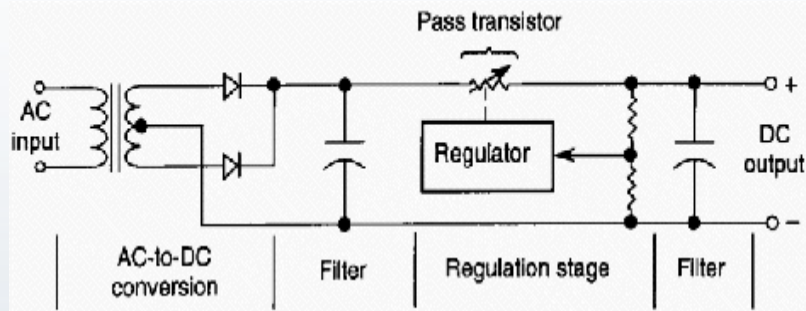 Pass transistor
AC
input
+
Regulator
DC
output
–
AC-to-DC
conversion
Filter
Regulation stage
Filter